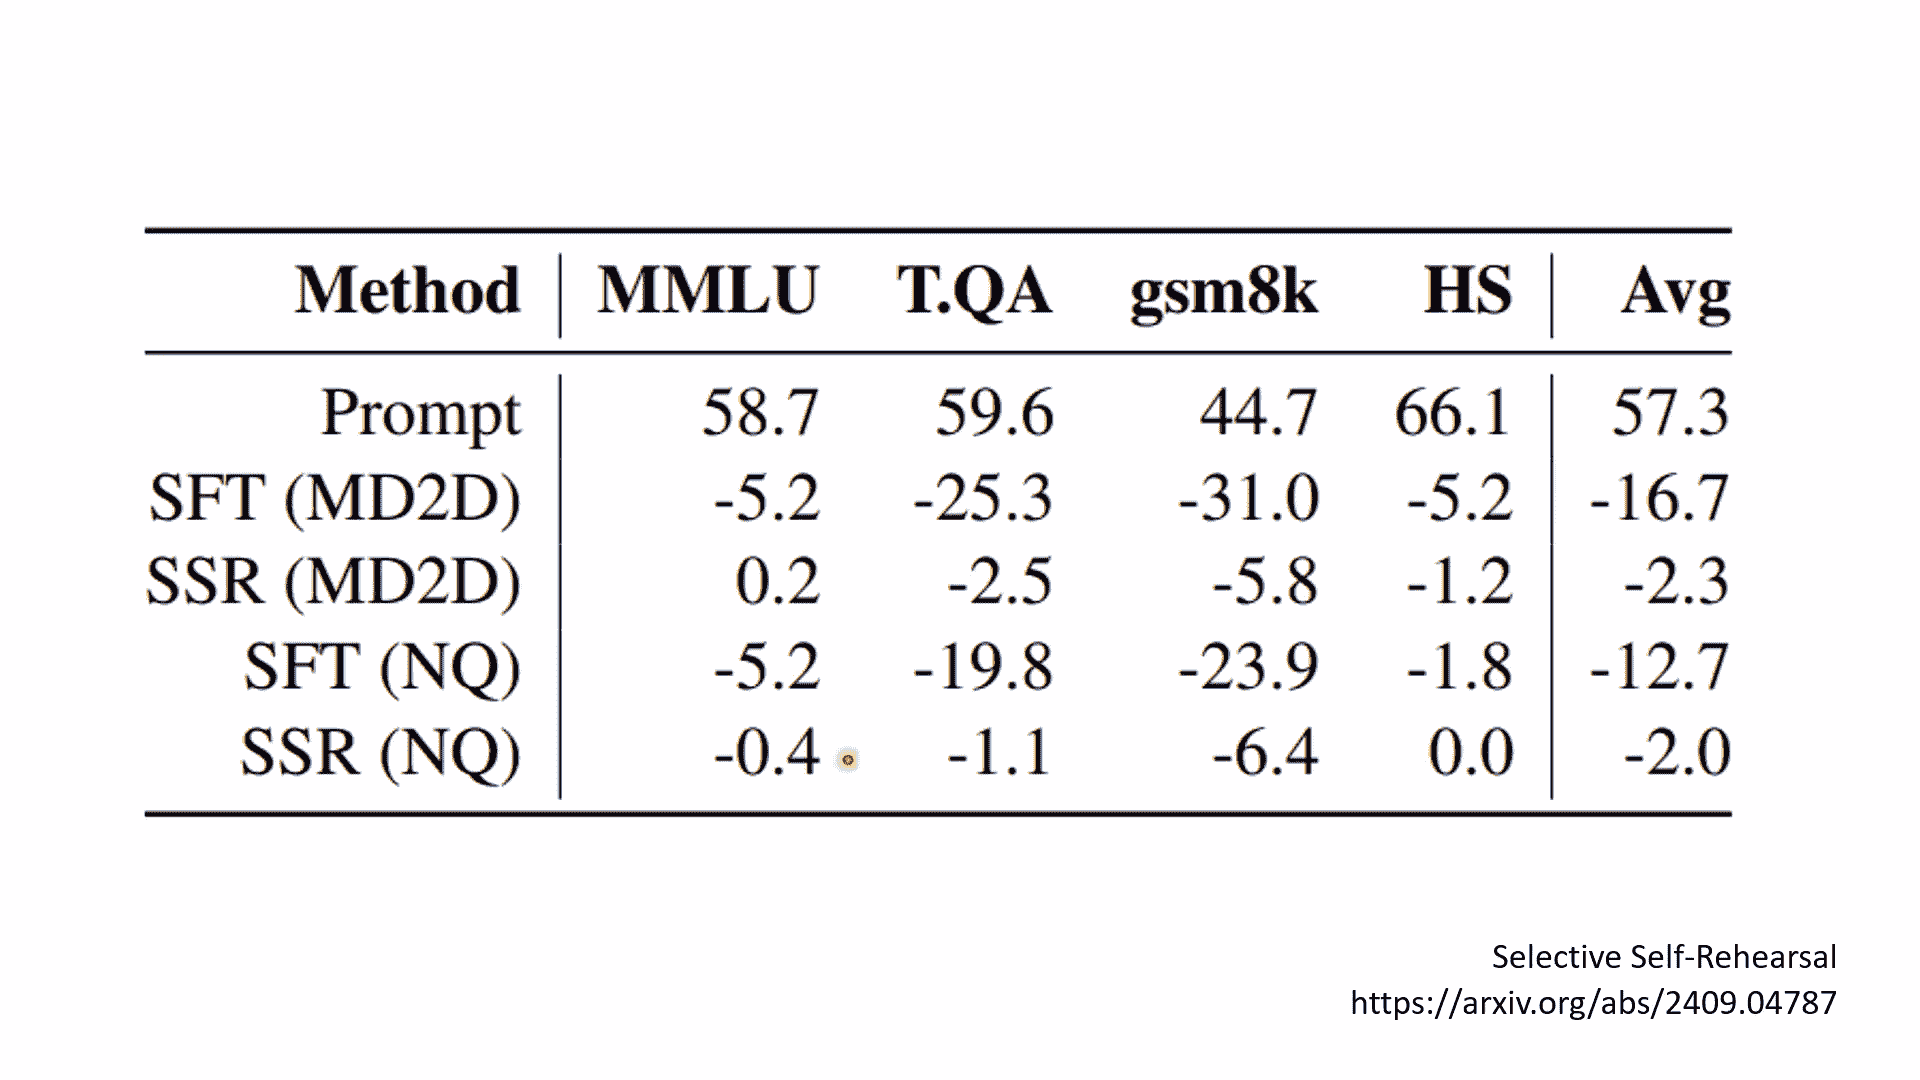 Method MMLU T.QA gsm8k HS Avg
Prompt 58.7 59.6 44.7 66.1 57.3
SFT (MD2D) -5.2 -25.3 -31.0 -5.2 -16.7
SSR (MD2D) 0.2 -2.5 -5.8 -1.2 -2.3
SFT (NQ) -5.2 -19.8 -23.9 -1.8 -12.7
SSR (NQ) -0.4 -1.1 -6.4 0.0 -2.0
Selective Self-Rehearsal
https://arxiv.org/abs/2409.04787